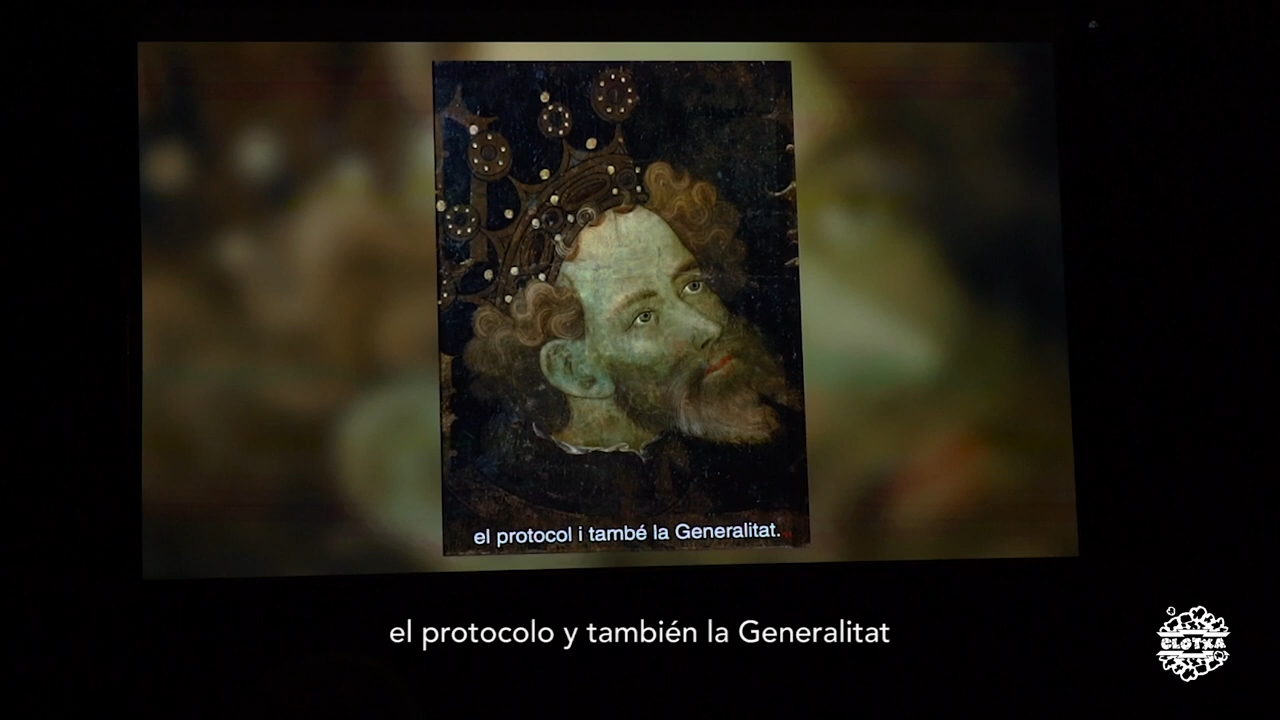 el protocol i també la Generalitat.
el protocolo y también la Generalitat
CLOTXA